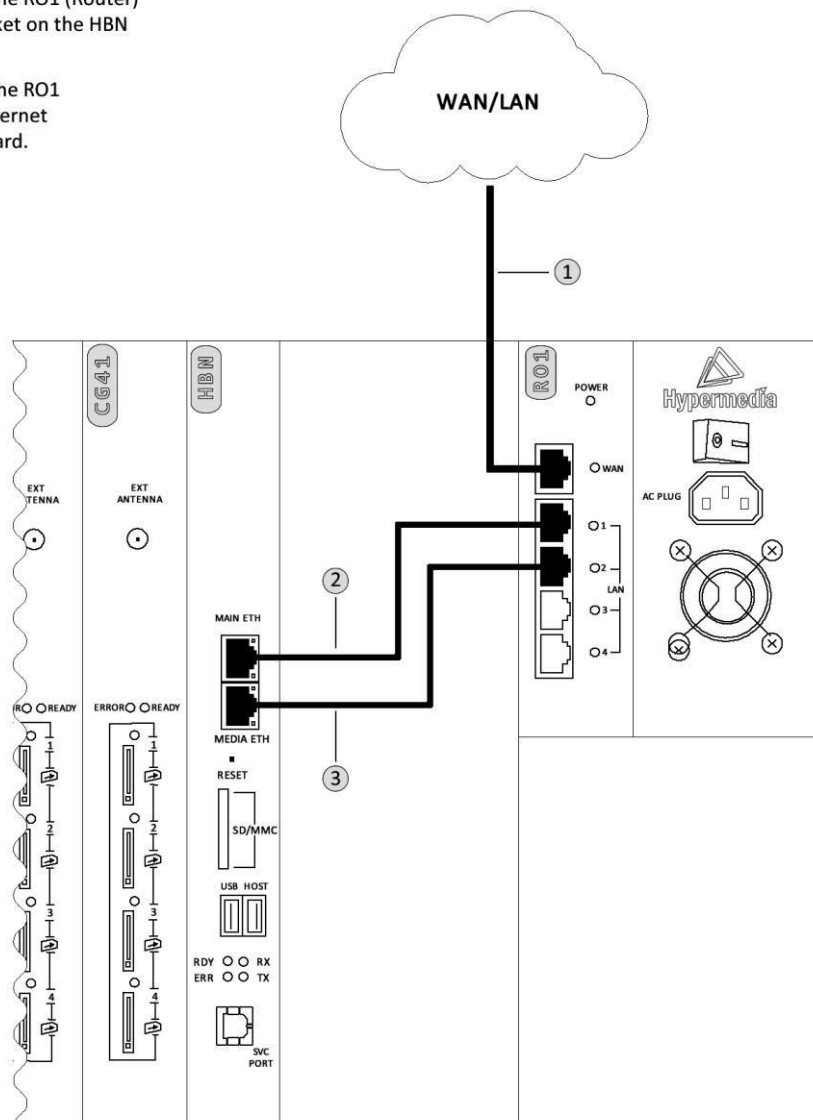 the RO1 (Router)
ket on the HBN
the RO1
ernet
ard.
WAN/LAN
1
CG41
HBN
RO1
POWER
Hypermedia
WAN
AC PLUG
EXT
TENNA
EXT
ANTENNA
1
2
LAN
3
4
2
MAIN ETH
MEDIA ETH
3
RESET
SD/MMC
USB HOST
RDY RX
ERR TX
SVC
PORT
R READY
1
2
3
4
ERROR READY
1
2
3
4